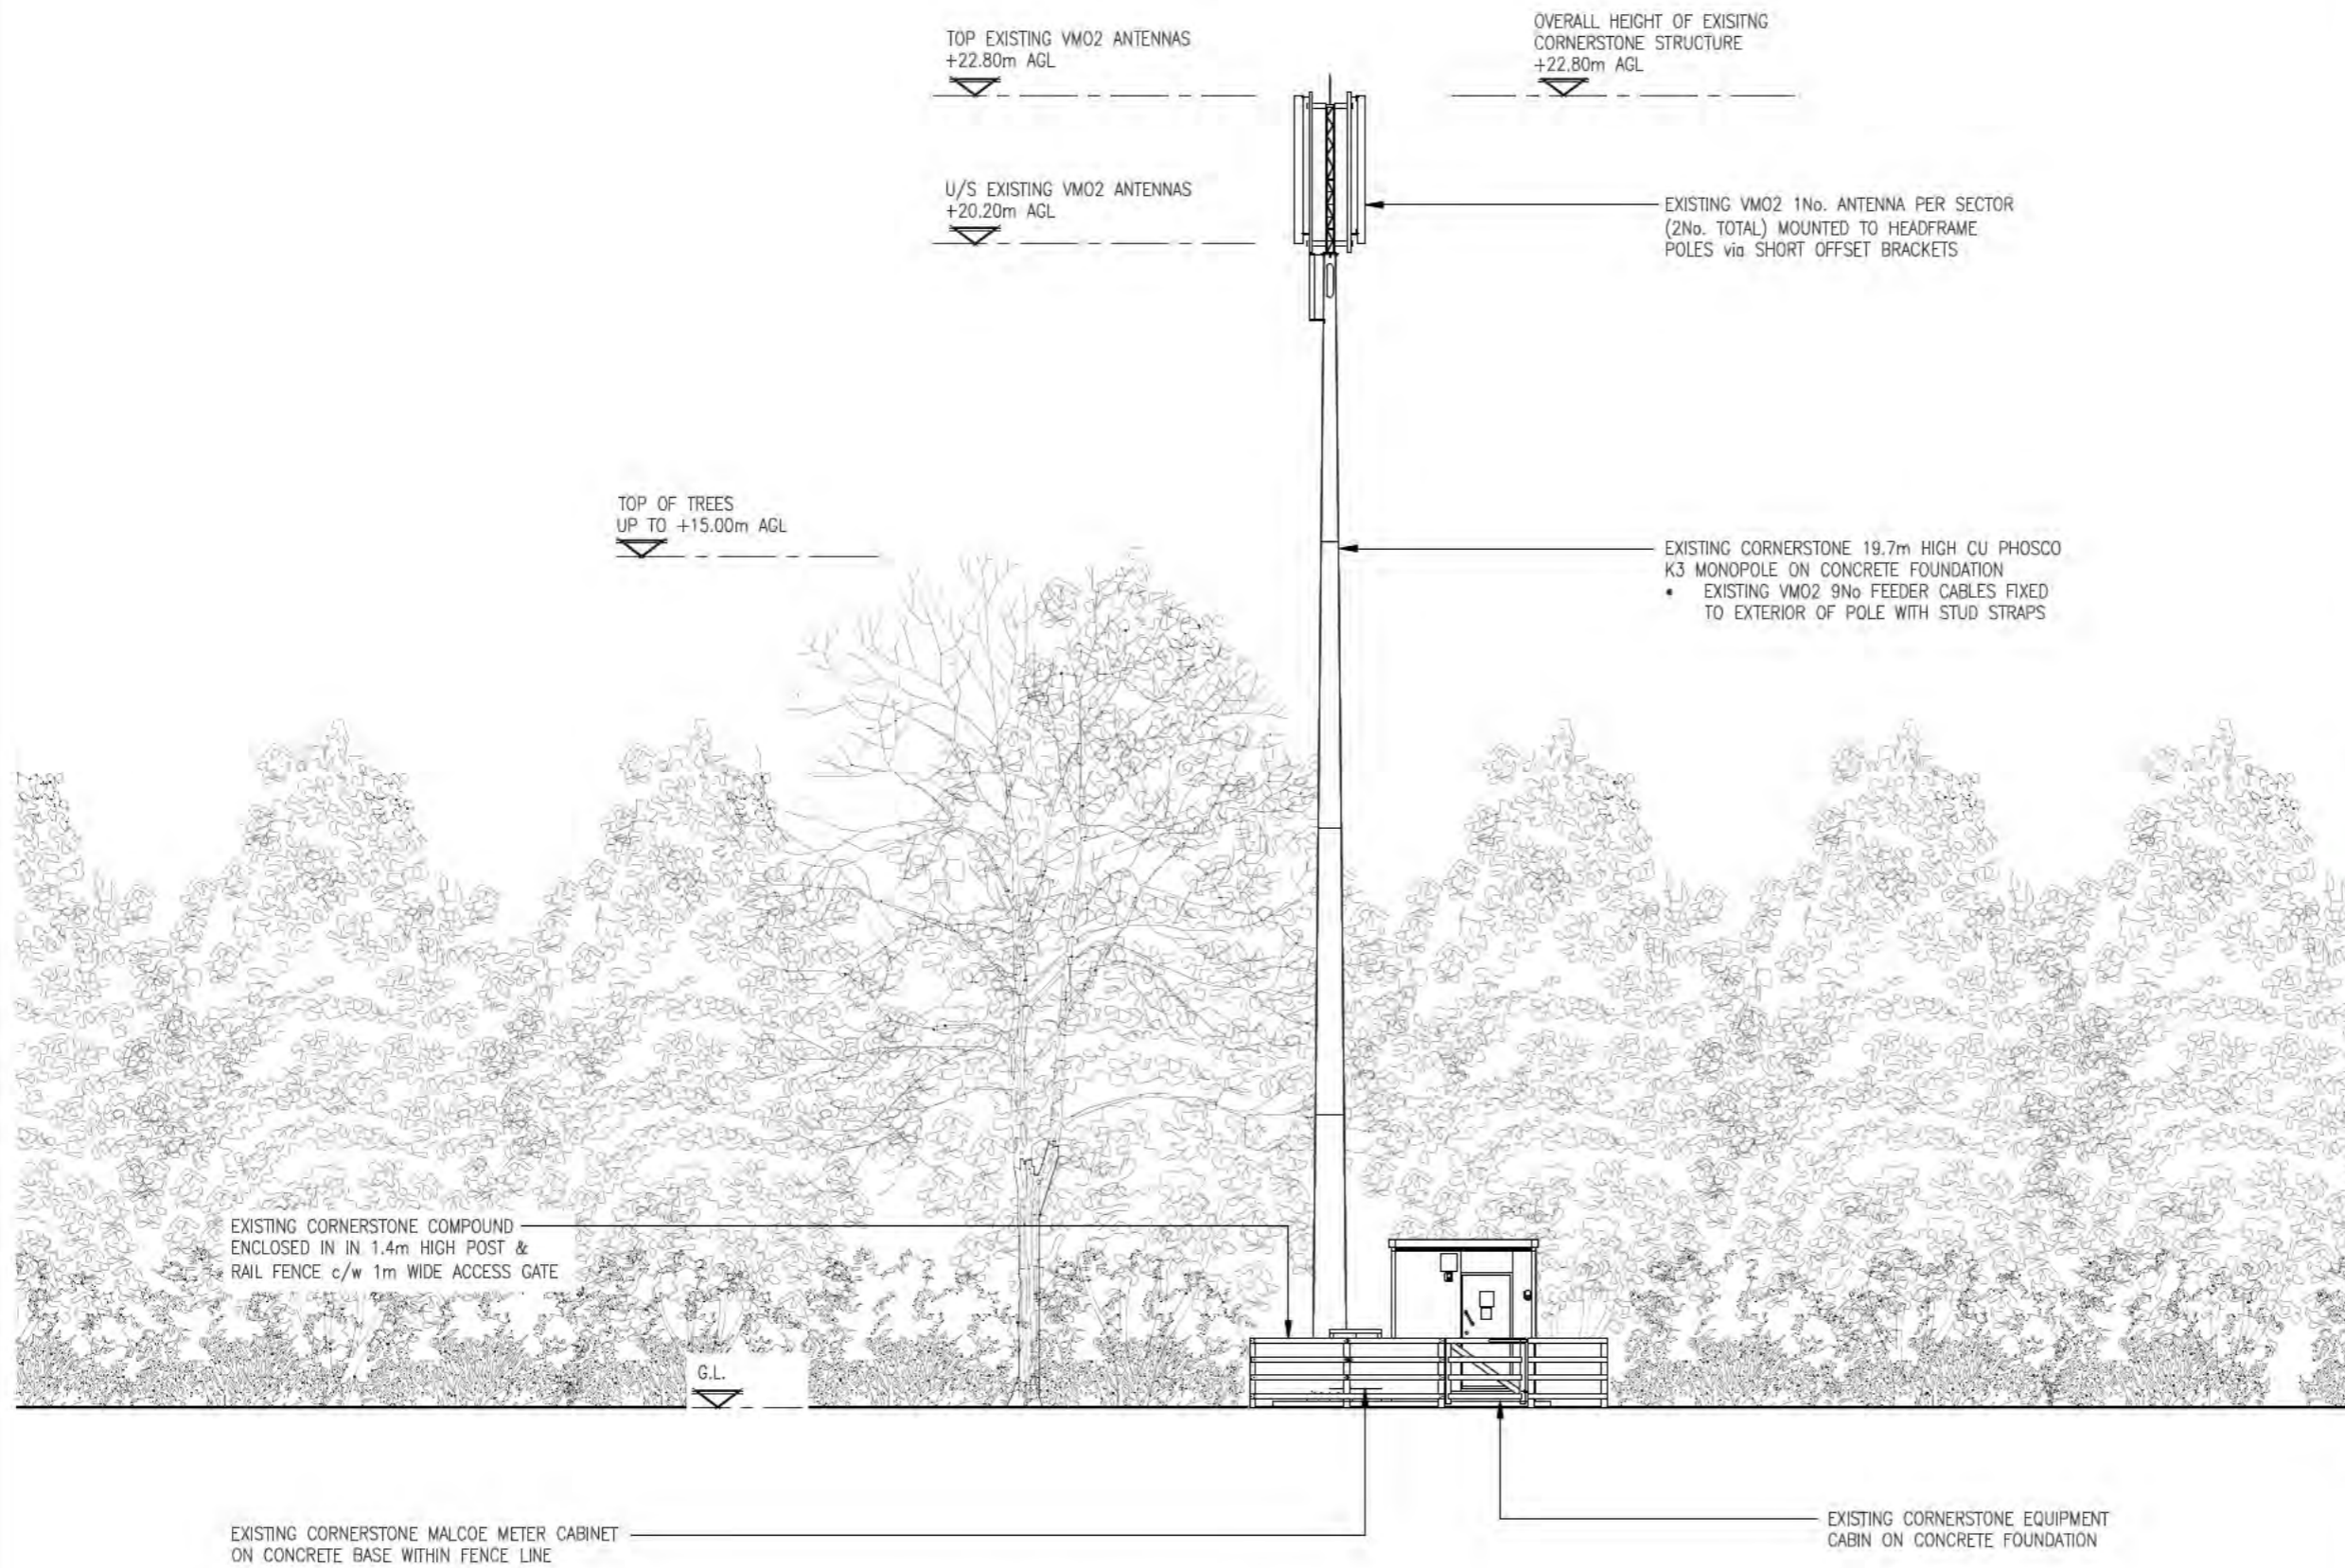 TOP EXISTING VMO2 ANTENNAS
+22.80m AGL
OVERALL HEIGHT OF EXISITNG
CORNERSTONE STRUCTURE
+22.80m AGL
U/S EXISTING VMO2 ANTENNAS
+20.20m AGL
EXISTING VMO2 1No. ANTENNA PER SECTOR
(2No. TOTAL) MOUNTED TO HEADFRAME
POLES via SHORT OFFSET BRACKETS
TOP OF TREES
UP TO +15.00m AGL
EXISTING CORNERSTONE 19.7m HIGH CU PHOSCO
K3 MONOPOLE ON CONCRETE FOUNDATION
• EXISTING VMO2 9No FEEDER CABLES FIXED
TO EXTERIOR OF POLE WITH STUD STRAPS
EXISTING CORNERSTONE COMPOUND
ENCLOSED IN IN 1.4m HIGH POST &
RAIL FENCE c/w 1m WIDE ACCESS GATE
G.L.
EXISTING CORNERSTONE MALCOE METER CABINET
ON CONCRETE BASE WITHIN FENCE LINE
EXISTING CORNERSTONE EQUIPMENT
CABIN ON CONCRETE FOUNDATION